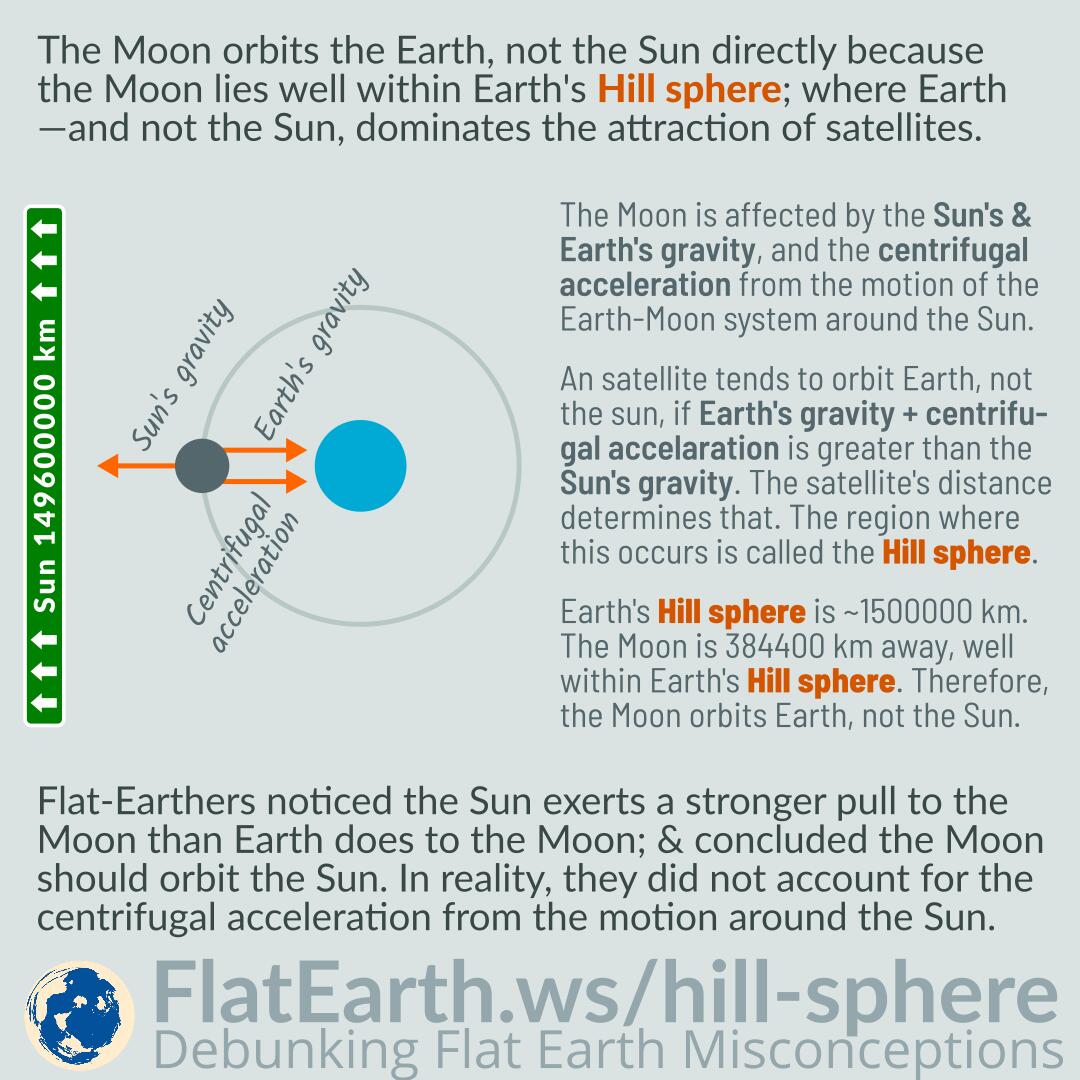 The Moon orbits the Earth, not the Sun directly because
the Moon lies well within Earth's Hill sphere; where Earth
—and not the Sun, dominates the attraction of satellites.
Sun 149600000 km
Sun's gravity
Earth's gravity
Centrifugal
acceleration
The Moon is affected by the Sun's &
Earth's gravity, and the centrifugal
acceleration from the motion of the
Earth-Moon system around the Sun.
An satellite tends to orbit Earth, not
the sun, if Earth's gravity + centrifu-
gal accelaration is greater than the
Sun's gravity. The satellite's distance
determines that. The region where
this occurs is called the Hill sphere.
Earth's Hill sphere is ~1500000 km.
The Moon is 384400 km away, well
within Earth's Hill sphere. Therefore,
the Moon orbits Earth, not the Sun.
Flat-Earthers noticed the Sun exerts a stronger pull to the
Moon than Earth does to the Moon; & concluded the Moon
should orbit the Sun. In reality, they did not account for the
centrifugal acceleration from the motion around the Sun.
FlatEarth.ws/hill-sphere
Debunking Flat Earth Misconceptions